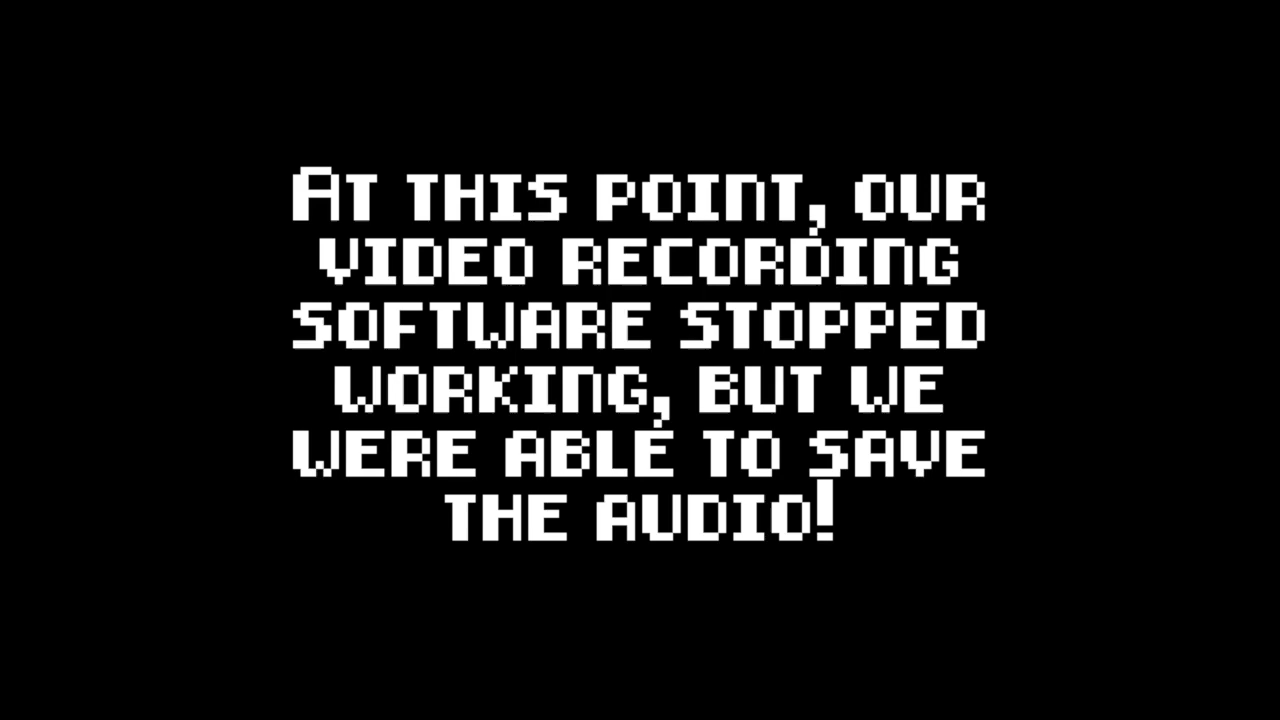 At this point, our
video recording
software stopped
working, but we
were able to save
the audio!